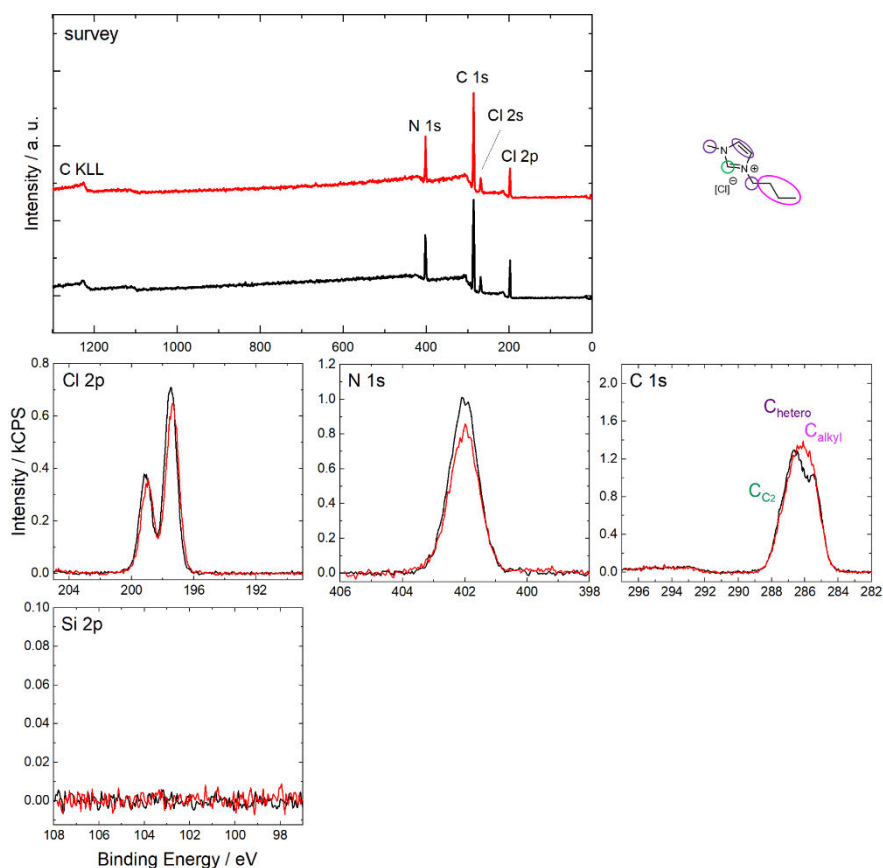 survey
C 1s
N 1s
Cl 2s
Cl 2p
C KLL
Intensity / a. u.
1200 1000 800 600 400 200 0
N
N
⊕
[Cl]
⊖
Cl 2p
0.8
0.6
0.4
0.2
0.0
204 200 196 192
Intensity / kCPS
N 1s
1.2
1.0
0.8
0.6
0.4
0.2
0.0
406 404 402 400 398
C 1s
2.0
1.6
1.2
0.8
0.4
0.0
296 294 292 290 288 286 284 282
C_hetero
C_alkyl
C_C2
Si 2p
0.10
0.08
0.06
0.04
0.02
0.00
108 106 104 102 100 98
Binding Energy / eV